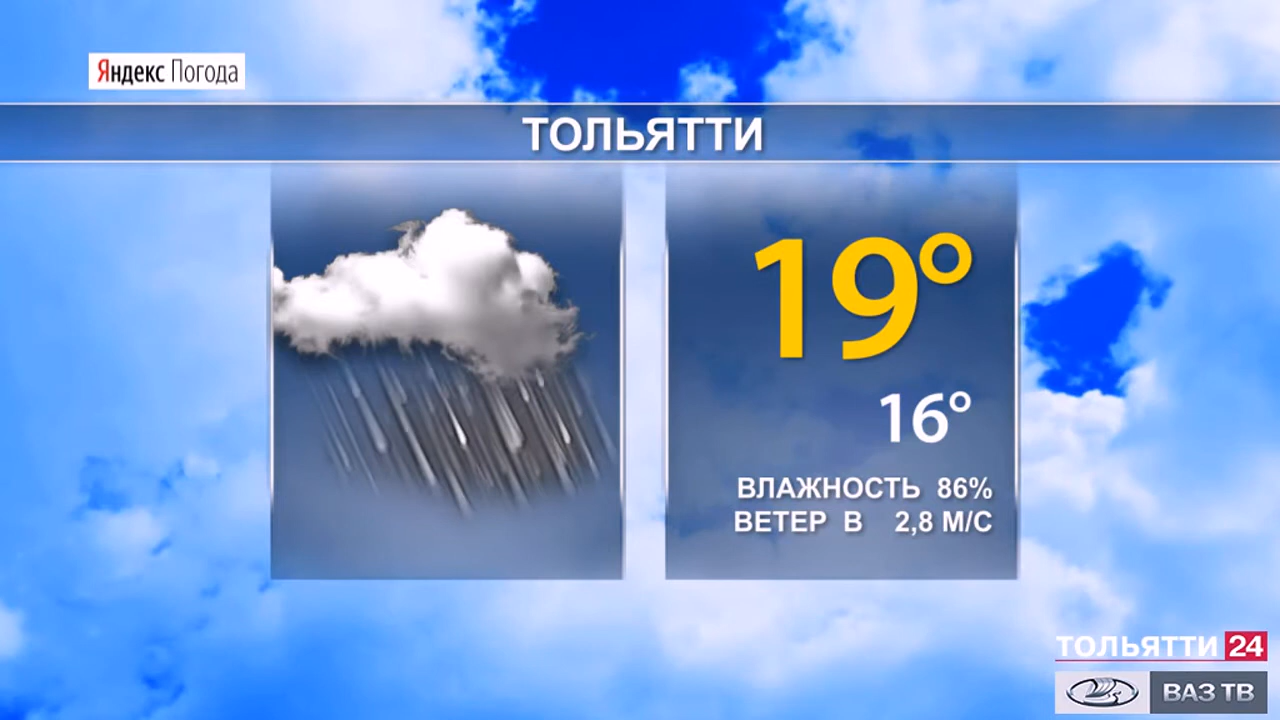 Яндекс Погода
ТОЛЬЯТТИ
19°
16°
ВЛАЖНОСТЬ 86%
ВЕТЕР В 2,8 М/С
ТОЛЬЯТТИ 24
ВАЗ ТВ